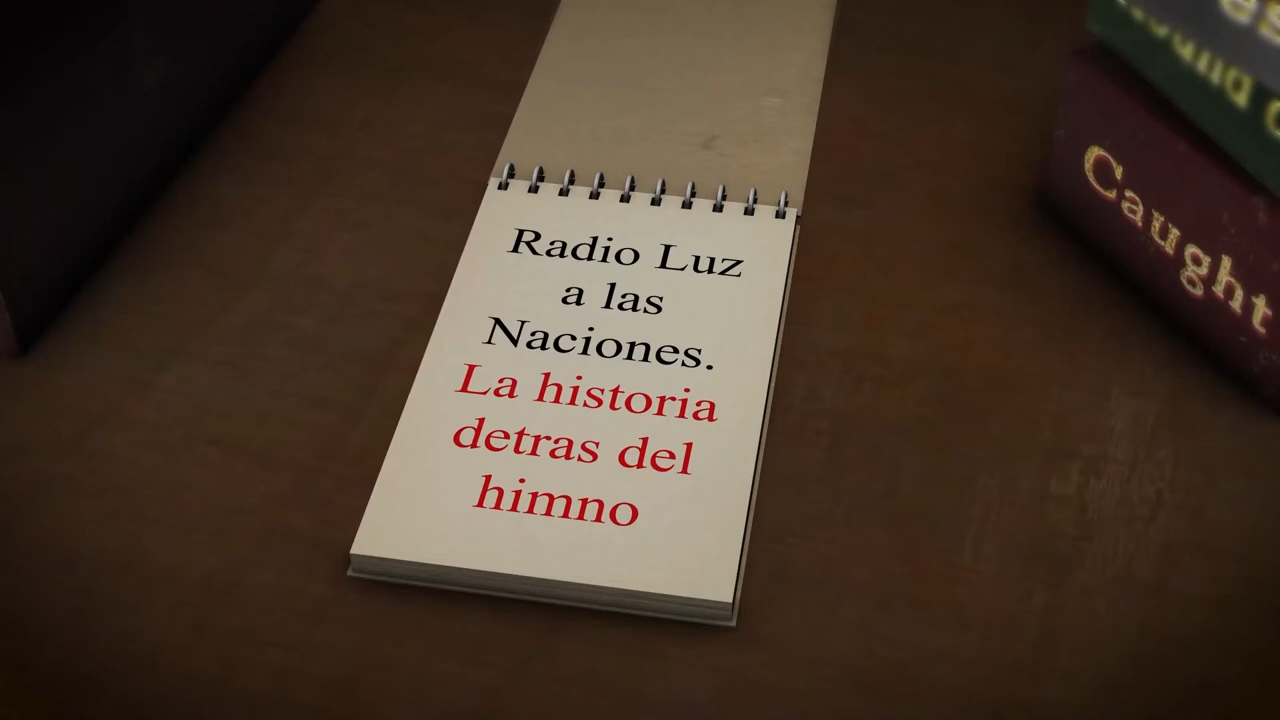 Radio Luz
a las
Naciones.
La historia
detras del
himno
Caught